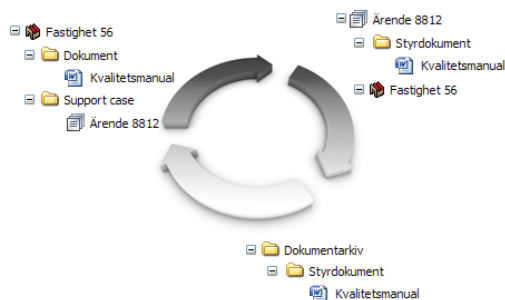 Fastighet 56
Dokument
Kvalitetsmanual
Support case
Ärende 8812
Ärende 8812
Styrdokument
Kvalitetsmanual
Fastighet 56
Dokumentarkiv
Styrdokument
Kvalitetsmanual